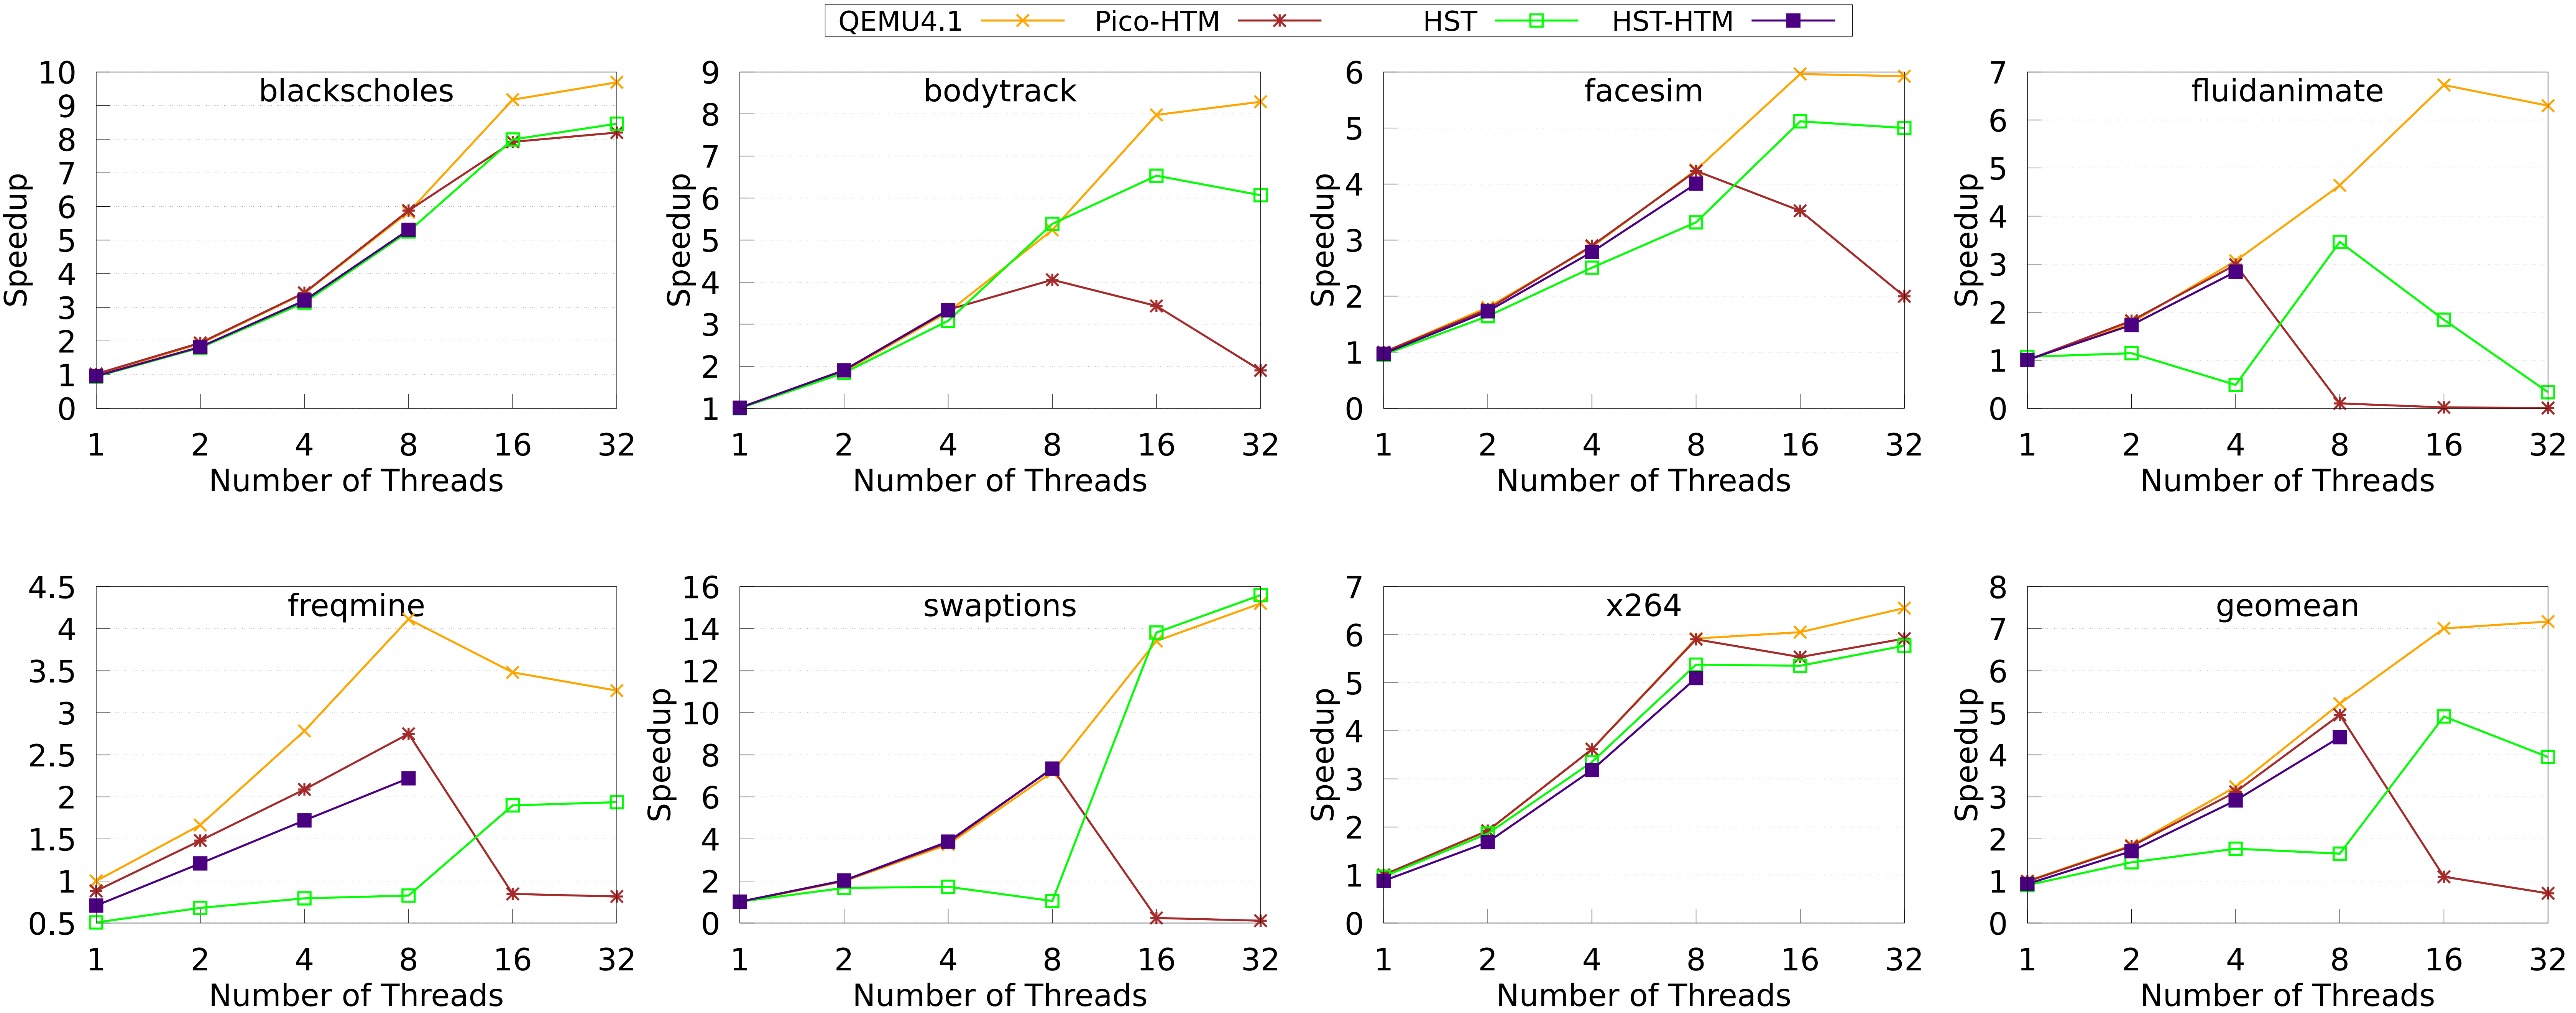 QEMU4.1 Pico-HTM HST HST-HTM
blackscholes
Speedup
10
9
8
7
6
5
4
3
2
1
0
1 2 4 8 16 32
Number of Threads
bodytrack
Speedup
9
8
7
6
5
4
3
2
1
1 2 4 8 16 32
Number of Threads
facesim
Speedup
6
5
4
3
2
1
0
1 2 4 8 16 32
Number of Threads
fluidanimate
Speedup
7
6
5
4
3
2
1
0
1 2 4 8 16 32
Number of Threads
freqmine
4.5
4
3.5
3
2.5
2
1.5
1
0.5
1 2 4 8 16 32
Number of Threads
swaptions
Speedup
16
14
12
10
8
6
4
2
0
1 2 4 8 16 32
Number of Threads
x264
Speedup
7
6
5
4
3
2
1
0
1 2 4 8 16 32
Number of Threads
geomean
Speedup
8
7
6
5
4
3
2
1
0
1 2 4 8 16 32
Number of Threads